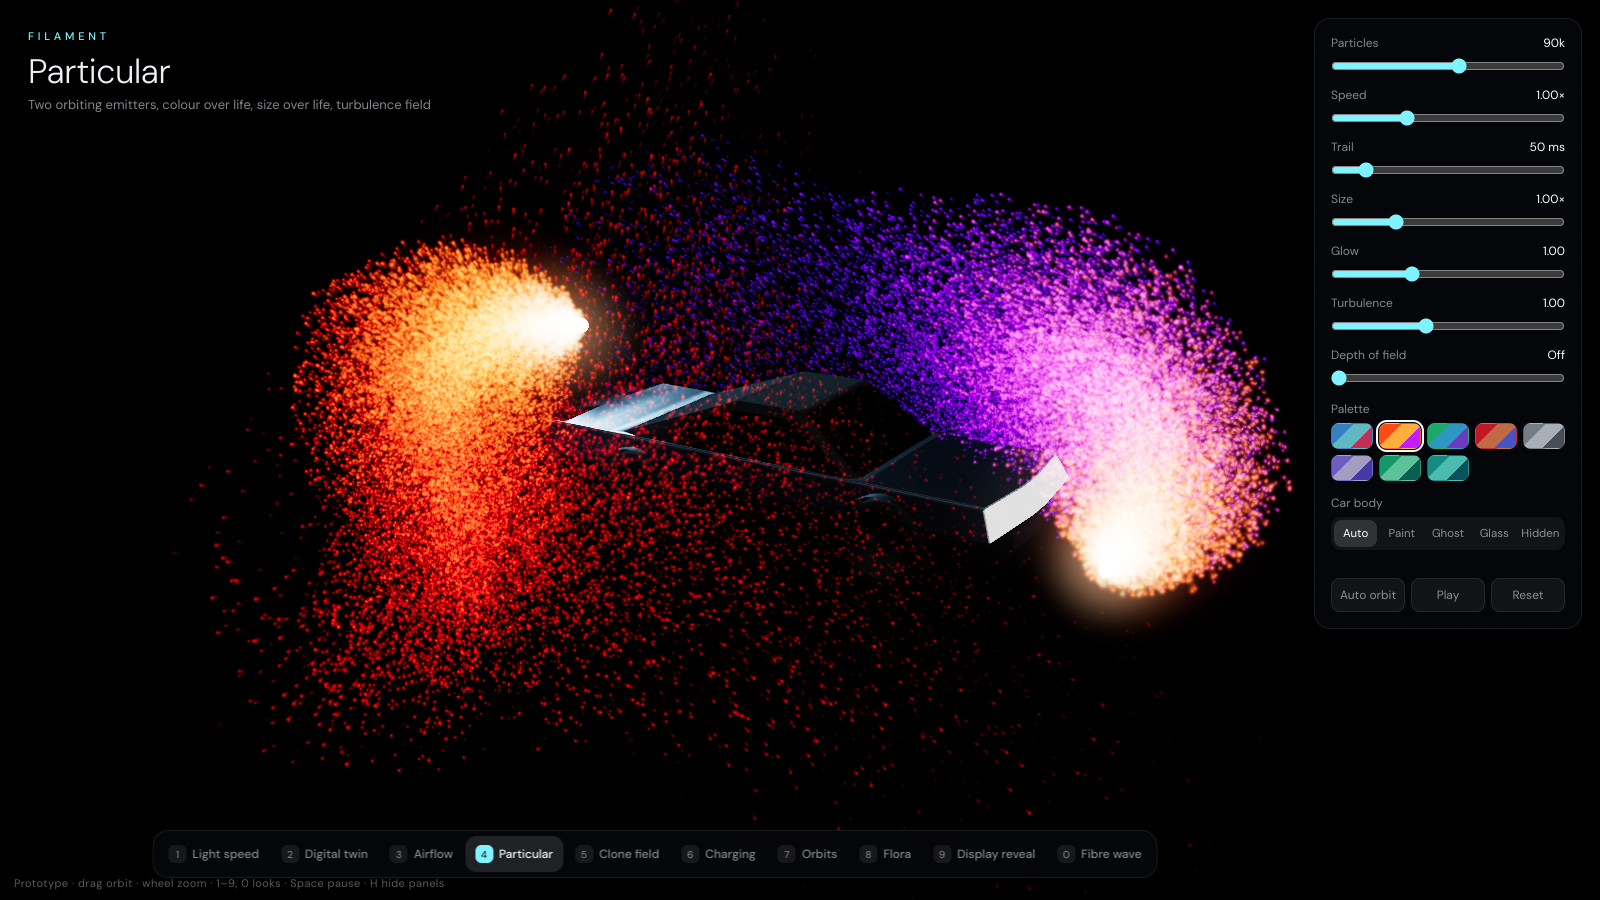 FILAMENT
Particular
Two orbiting emitters, colour over life, size over life, turbulence field
Particles 90k
Speed 1.00×
Trail 50 ms
Size 1.00×
Glow 1.00
Turbulence 1.00
Depth of field Off
Palette
Car body
Auto Paint Ghost Glass Hidden
Auto orbit Play Reset
1 Light speed 2 Digital twin 3 Airflow 4 Particular 5 Clone field 6 Charging 7 Orbits 8 Flora 9 Display reveal 0 Fibre wave
Prototype · drag orbit · wheel zoom · 1–9, 0 looks · Space pause · H hide panels